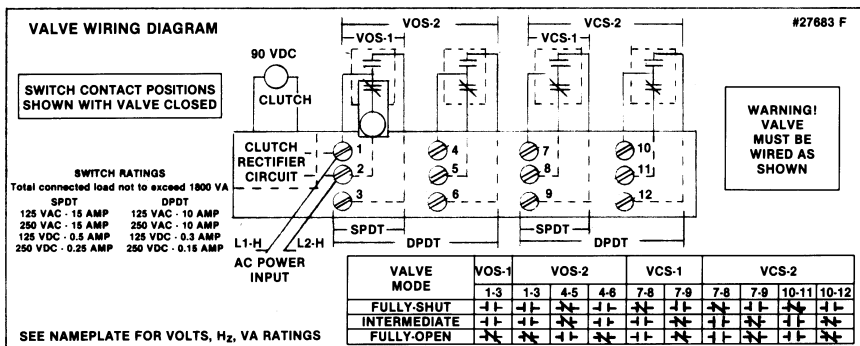 VALVE WIRING DIAGRAM
#27683 F
VOS-2
VCS-2
VOS-1
VCS-1
90 VDC
CLUTCH
SWITCH CONTACT POSITIONS
SHOWN WITH VALVE CLOSED
WARNING!
VALVE
MUST BE
WIRED AS
SHOWN
CLUTCH
RECTIFIER
CIRCUIT
1
2
3
4
5
6
7
8
9
10
11
12
SWITCH RATINGS
Total connected load not to exceed 1800 VA
SPDT DPDT
125 VAC - 15 AMP 125 VAC - 10 AMP
250 VAC - 15 AMP 250 VAC - 10 AMP
125 VDC - 0.5 AMP 125 VDC - 0.3 AMP
250 VDC - 0.25 AMP 250 VDC - 0.15 AMP
SPDT
DPDT
SPDT
DPDT
L1-H
L2-H
AC POWER
INPUT
VALVE
MODE
VOS-1 VOS-2 VCS-1 VCS-2
1-3 1-3 4-5 4-6 7-8 7-9 7-8 7-9 10-11 10-12
FULLY-SHUT
INTERMEDIATE
FULLY-OPEN
SEE NAMEPLATE FOR VOLTS, Hz, VA RATINGS